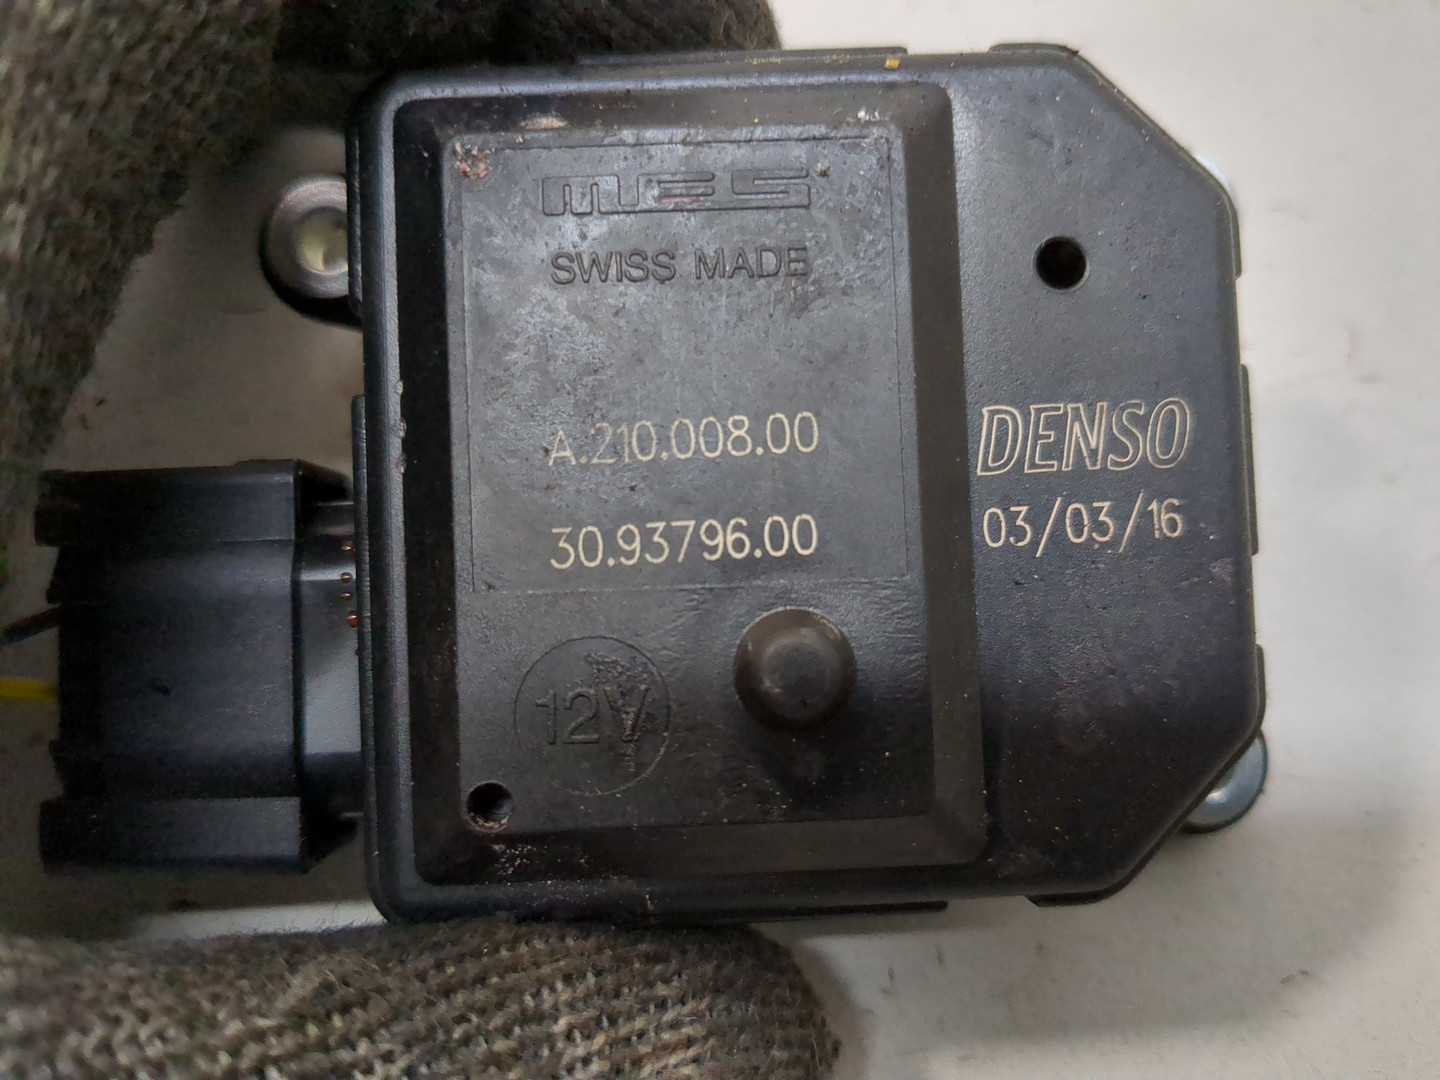 MES
SWISS MADE
A.210.008.00
30.93796.00
12V
DENSO
03/03/16